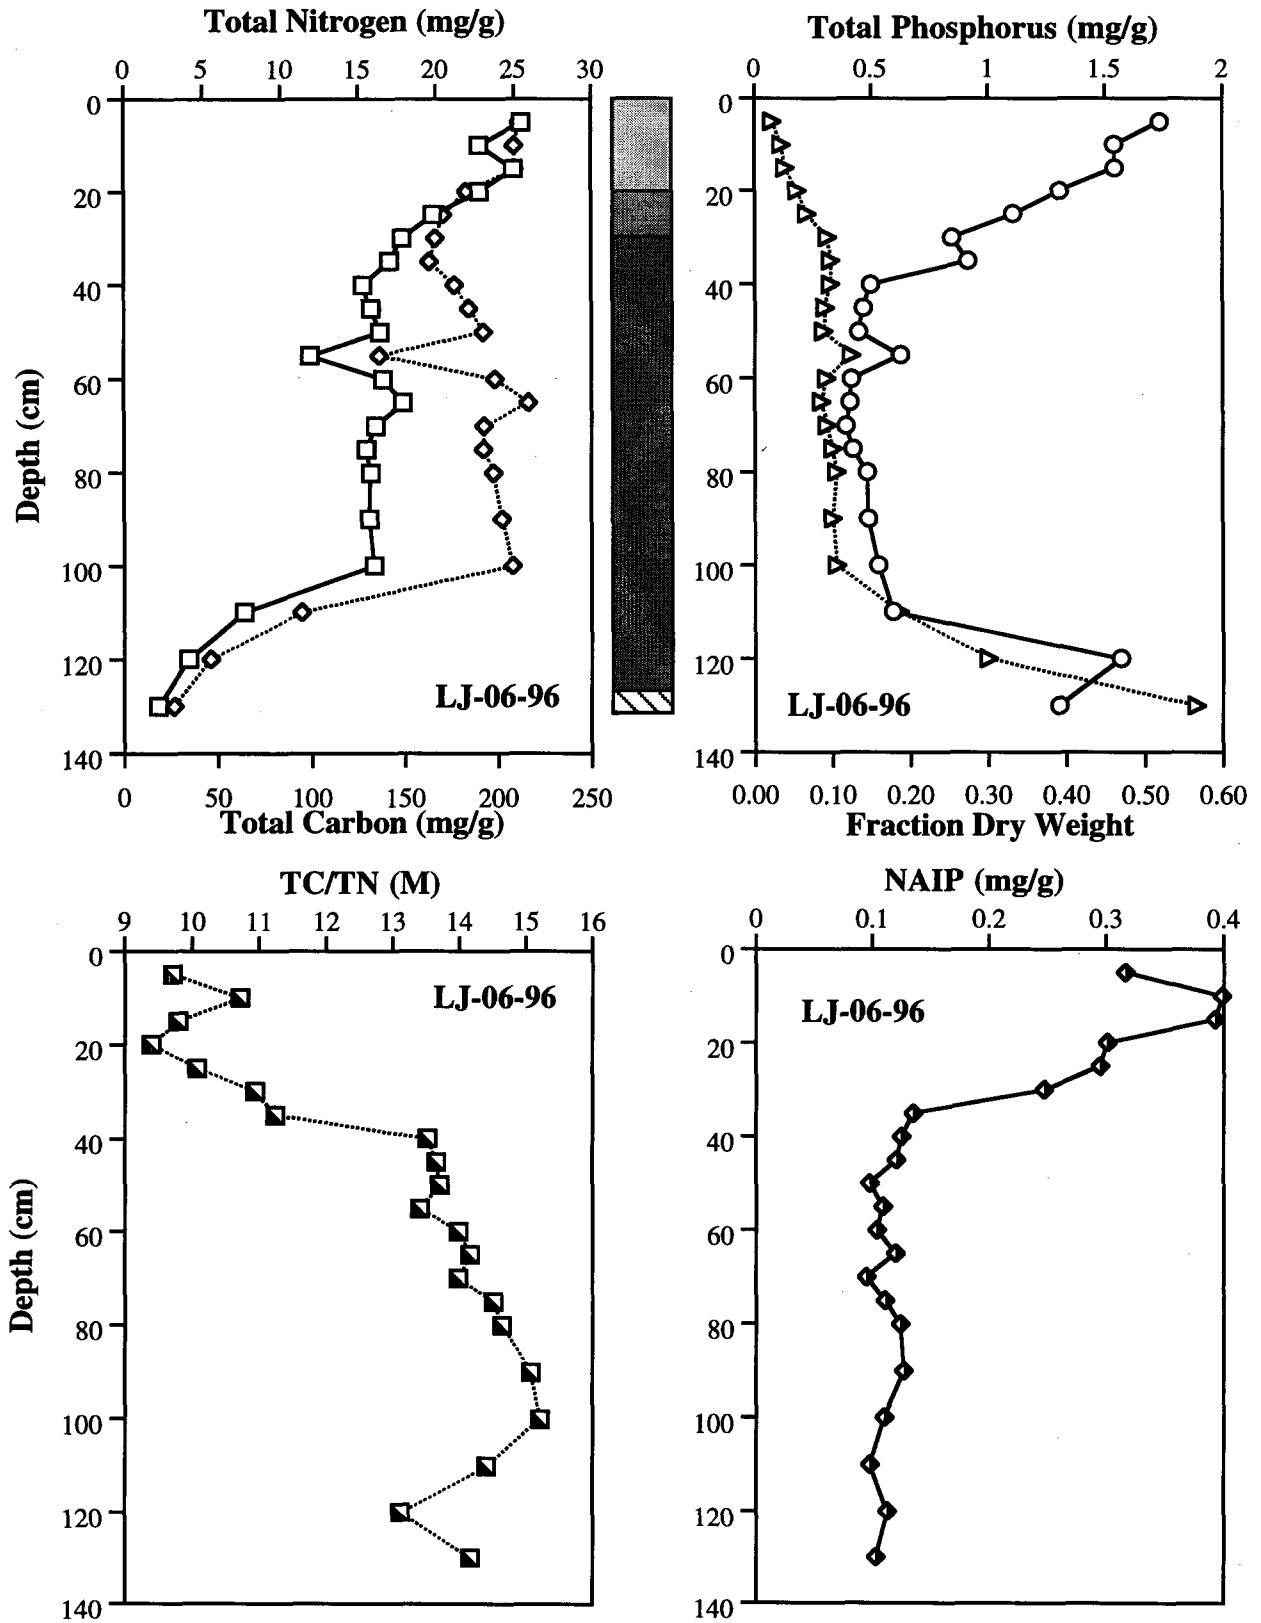 Total Nitrogen (mg/g)
0 5 10 15 20 25 30
0
20
40
60
80
100
120
140
Depth (cm)
LJ-06-96
0 50 100 150 200 250
Total Carbon (mg/g)
Total Phosphorus (mg/g)
0 0.5 1 1.5 2
0
20
40
60
80
100
120
140
LJ-06-96
0.00 0.10 0.20 0.30 0.40 0.50 0.60
Fraction Dry Weight
TC/TN (M)
9 10 11 12 13 14 15 16
0
20
40
60
80
100
120
140
Depth (cm)
LJ-06-96
NAIP (mg/g)
0 0.1 0.2 0.3 0.4
0
20
40
60
80
100
120
140
LJ-06-96